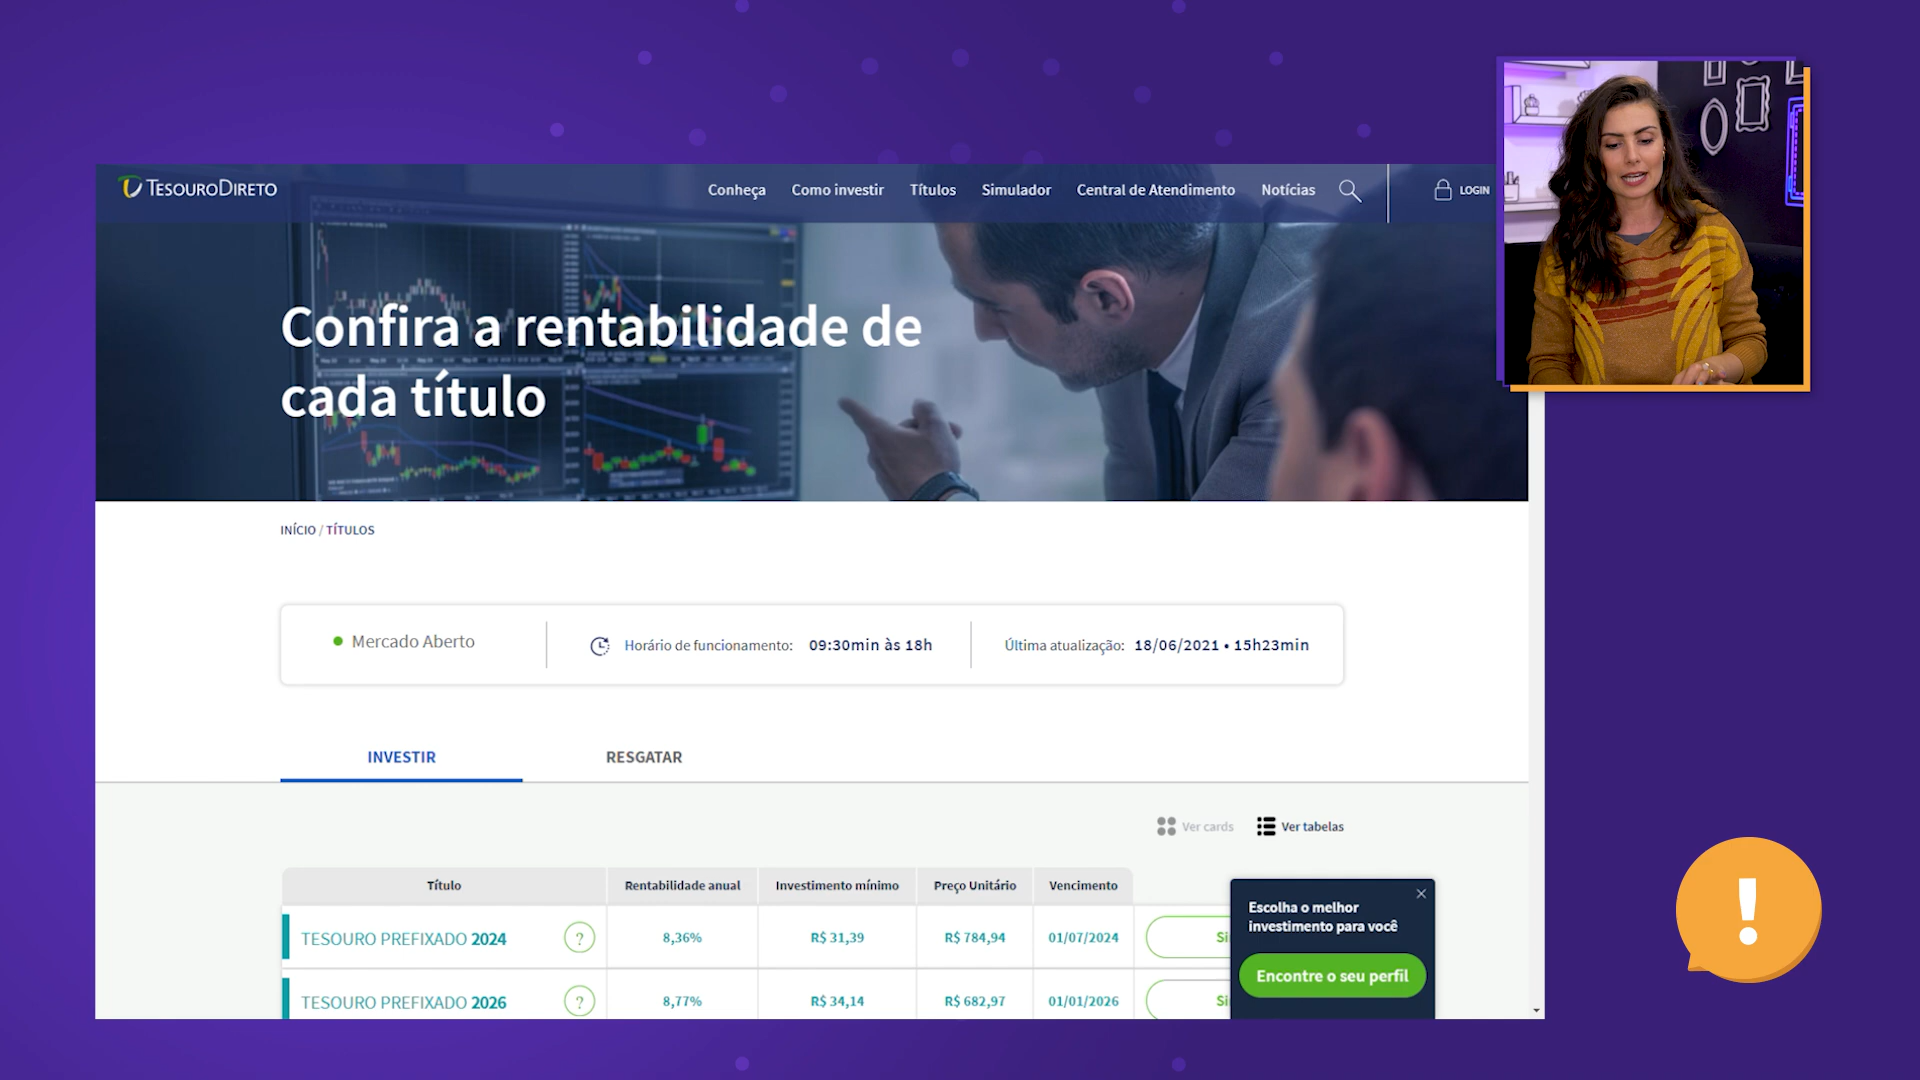 TESOURODIRETO
Conheça Como investir Títulos Simulador Central de Atendimento Notícias LOGIN
Confira a rentabilidade de
cada título
INÍCIO / TÍTULOS
Mercado Aberto Horário de funcionamento: 09:30min às 18h Última atualização: 18/06/2021 • 15h23min
INVESTIR RESGATAR
Ver cards Ver tabelas
Título Rentabilidade anual Investimento mínimo Preço Unitário Vencimento
TESOURO PREFIXADO 2024 ? 8,36% R$ 31,39 R$ 784,94 01/07/2024 Si
TESOURO PREFIXADO 2026 ? 8,77% R$ 34,14 R$ 682,97 01/01/2026 Si
Escolha o melhor
investimento para você
Encontre o seu perfil
!